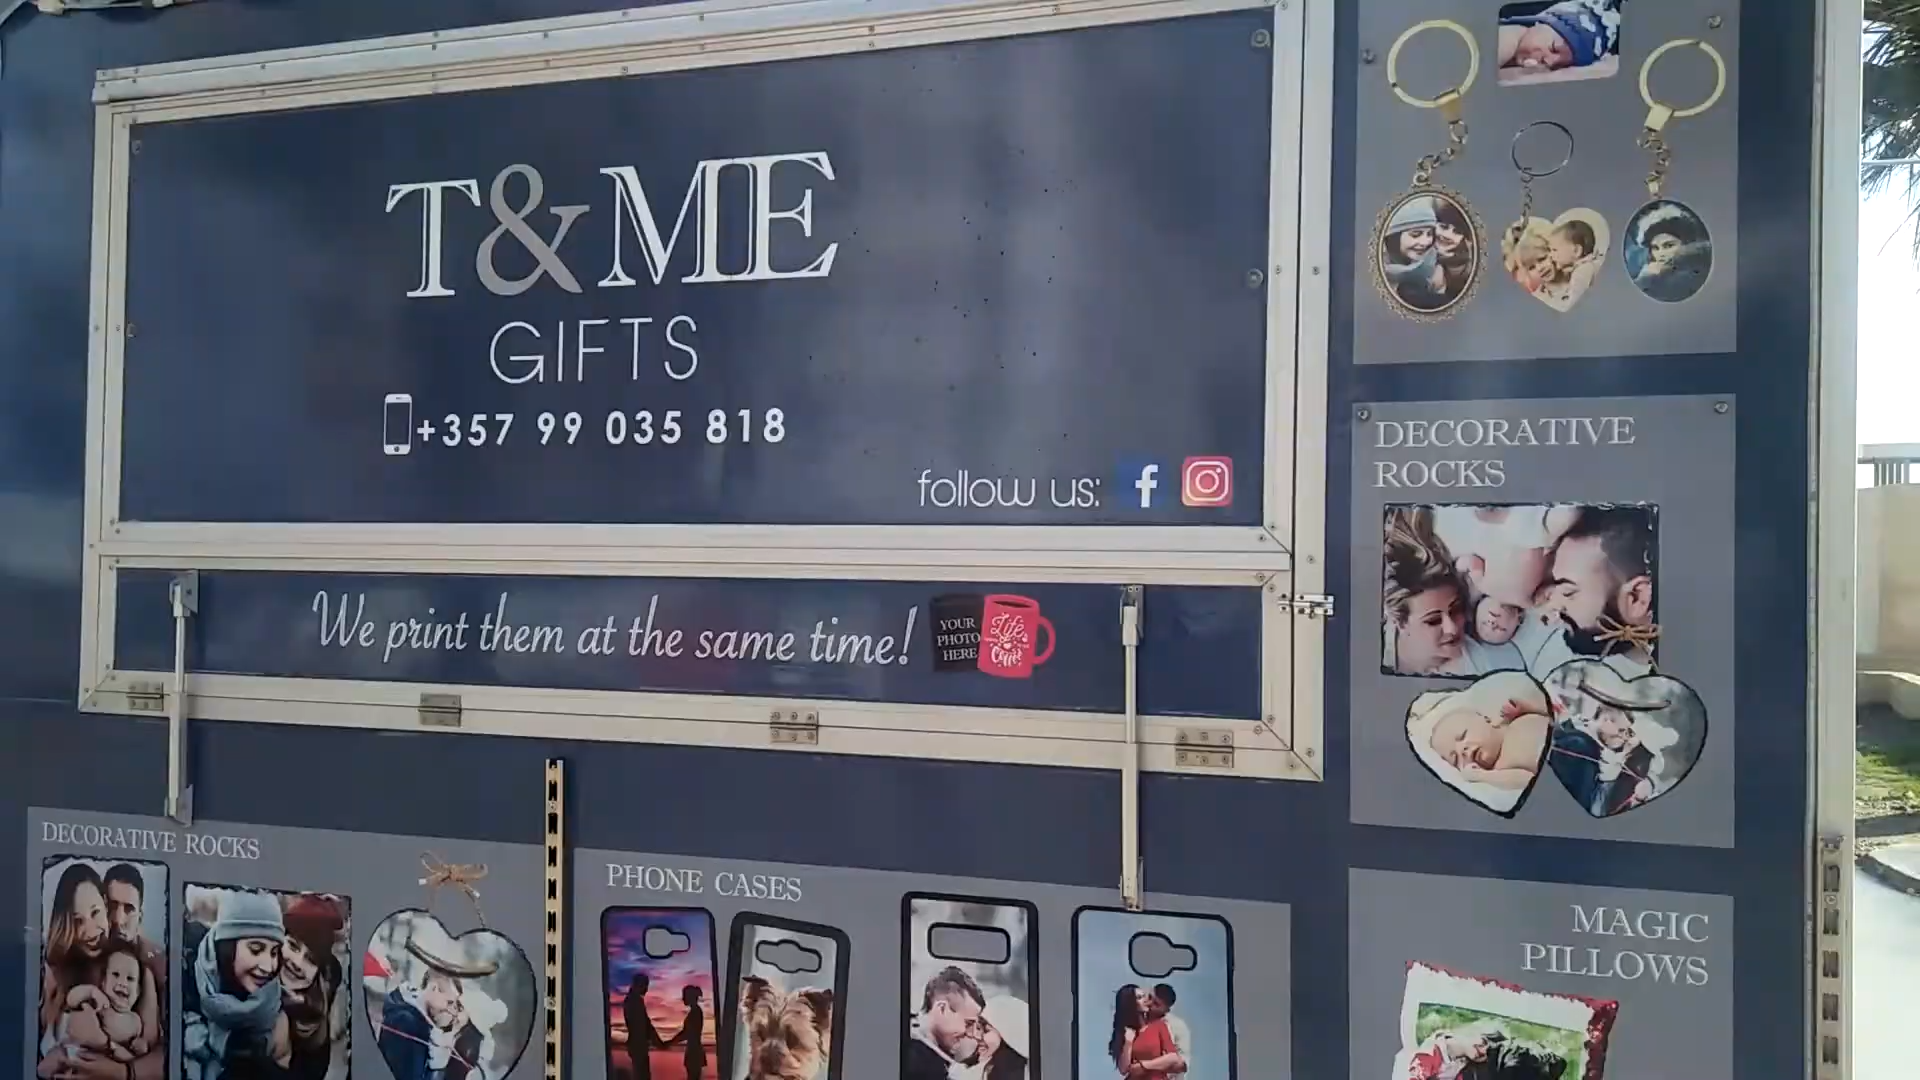 T&ME
GIFTS
+357 99 035 818
follow us:
We print them at the same time!
YOUR
PHOTO
HERE
Life
DECORATIVE
ROCKS
DECORATIVE ROCKS
PHONE CASES
MAGIC
PILLOWS